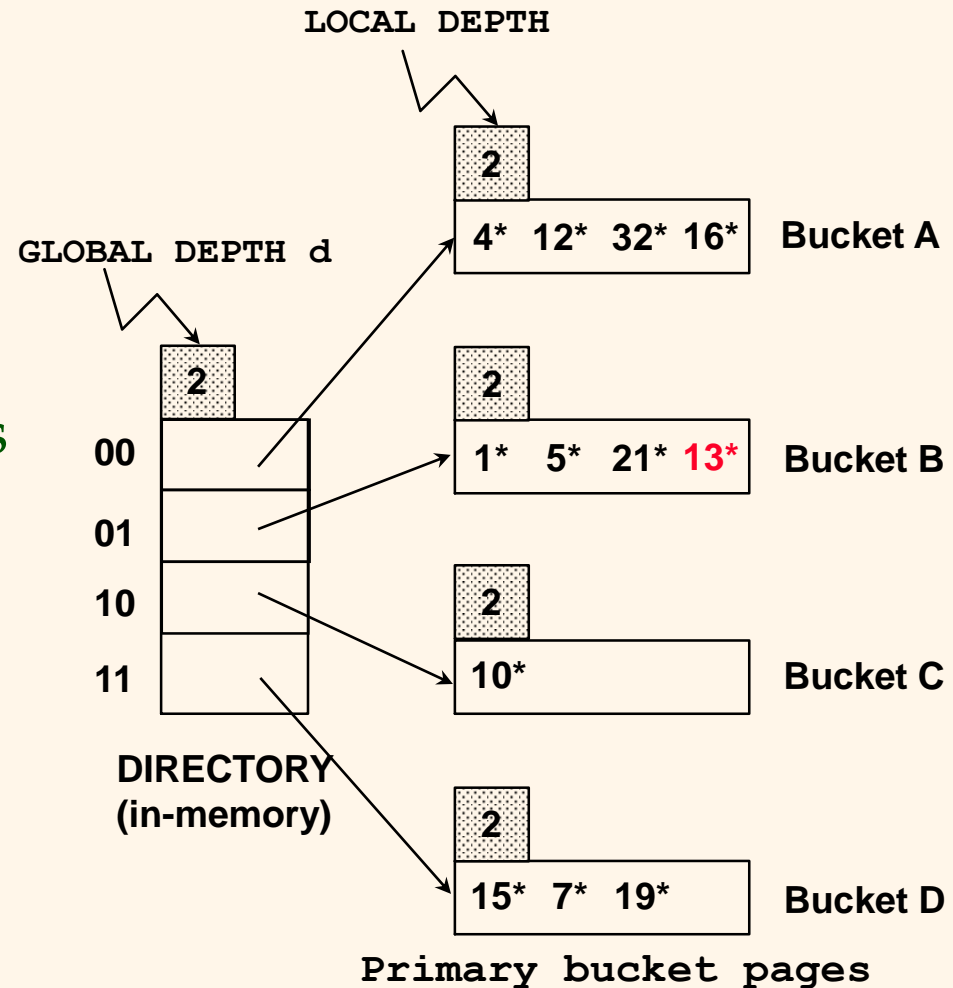 LOCAL DEPTH
2
4* 12* 32* 16* Bucket A
GLOBAL DEPTH d
2
2
00
1* 5* 21* 13* Bucket B
01
10
2
11
10* Bucket C
DIRECTORY
(in-memory)
2
15* 7* 19* Bucket D
Primary bucket pages